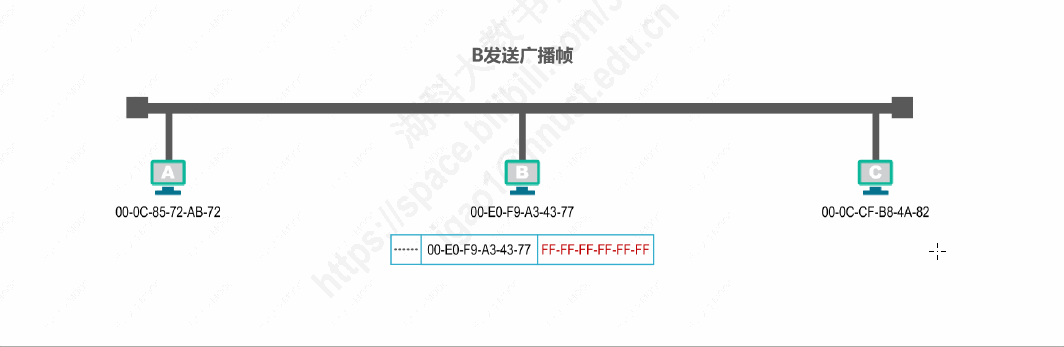 B发送广播帧
A
B
C
00-0C-85-72-AB-72
00-E0-F9-A3-43-77
00-0C-CF-B8-4A-82
------ 00-E0-F9-A3-43-77 FF-FF-FF-FF-FF-FF
湖科大教书
https://space.bilibili.com/3
igao1@hnust.edu.cn